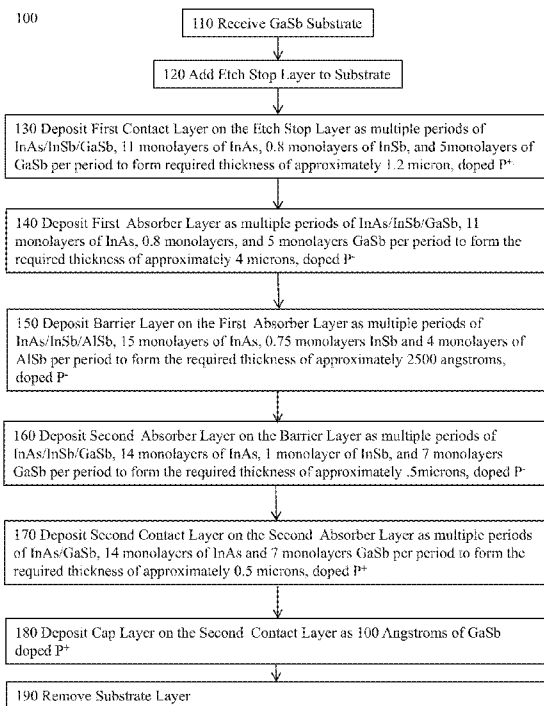 100
110 Receive GaSb Substrate
120 Add Etch Stop Layer to Substrate
130 Deposit First Contact Layer on the Etch Stop Layer as multiple periods of
InAs/InSb/GaSb, 11 monolayers of InAs, 0.8 monolayers of InSb, and 5monolayers of
GaSb per period to form required thickness of approximately 1.2 micron, doped P⁺
140 Deposit First Absorber Layer as multiple periods of InAs/InSb/GaSb, 11
monolayers of InAs, 0.8 monolayers, and 5 monolayers GaSb per period to form the
required thickness of approximately 4 microns, doped P⁻
150 Deposit Barrier Layer on the First Absorber Layer as multiple periods of
InAs/InSb/AlSb, 15 monolayers of InAs, 0.75 monolayers InSb and 4 monolayers of
AlSb per period to form the required thickness of approximately 2500 angstroms,
doped P⁻
160 Deposit Second Absorber Layer on the Barrier Layer as multiple periods of
InAs/InSb/GaSb, 14 monolayers of InAs, 1 monolayer of InSb, and 7 monolayers
GaSb per period to form the required thickness of approximately .5microns, doped P⁻
170 Deposit Second Contact Layer on the Second Absorber Layer as multiple periods
of InAs/GaSb, 14 monolayers of InAs and 7 monolayers GaSb per period to form the
required thickness of approximately 0.5 microns, doped P⁺
180 Deposit Cap Layer on the Second Contact Layer as 100 Angstroms of GaSb
doped P⁺
190 Remove Substrate Layer